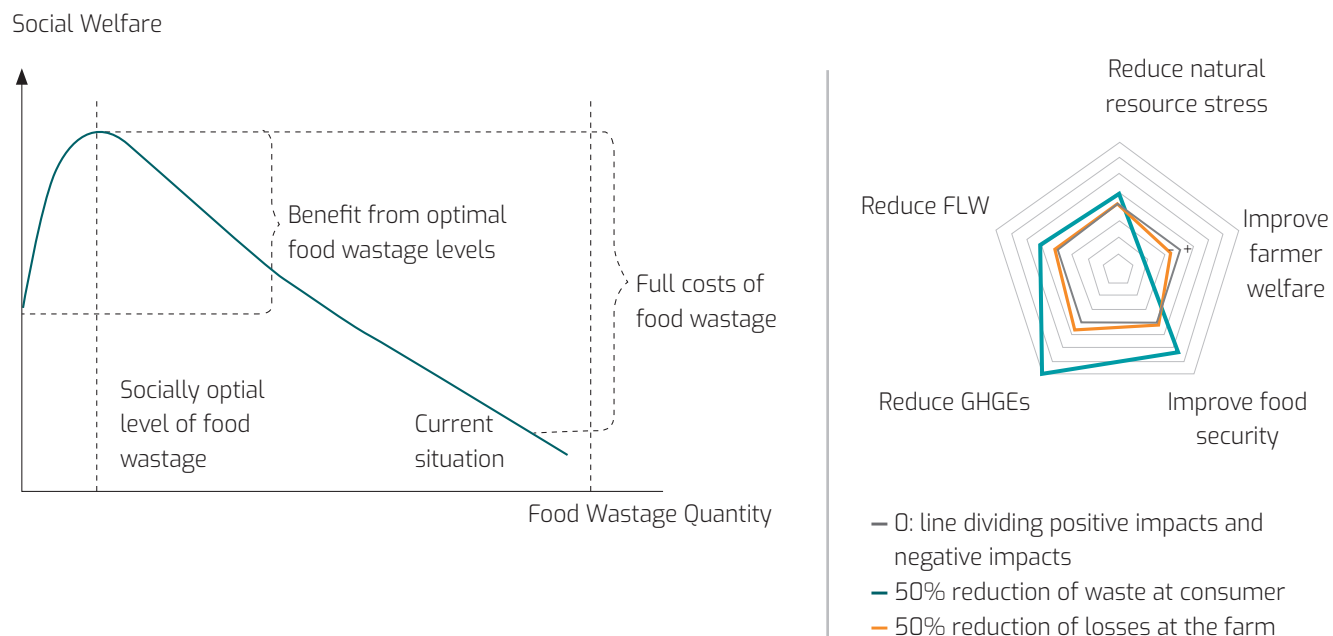 Social Welfare
Benefit from optimal
food wastage levels
Full costs of
food wastage
Socially optial
level of food
wastage
Current
situation
Food Wastage Quantity
Reduce natural
resource stress
Reduce FLW
Improve
farmer
welfare
- +
Reduce GHGEs
Improve food
security
0: line dividing positive impacts and
negative impacts
50% reduction of waste at consumer
50% reduction of losses at the farm